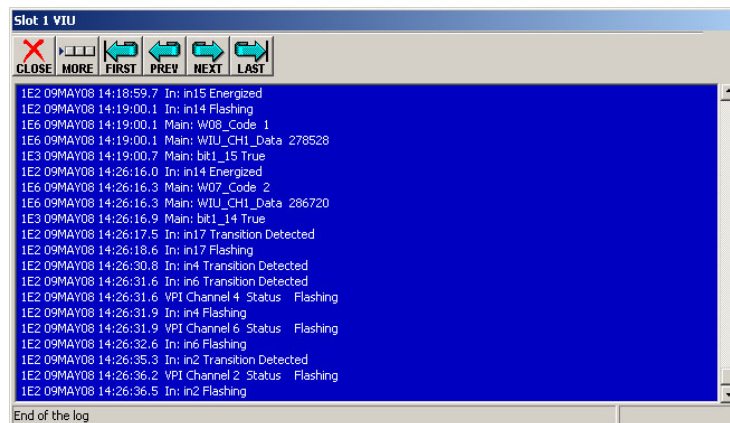 Slot 1 VIU
CLOSE MORE FIRST PREV NEXT LAST
1E2 09MAY08 14:18:59.7 In: in15 Energized
1E2 09MAY08 14:19:00.1 In: in14 Flashing
1E6 09MAY08 14:19:00.1 Main: W08_Code 1
1E6 09MAY08 14:19:00.1 Main: WIU_CH1_Data 278528
1E3 09MAY08 14:19:00.7 Main: bit1_15 True
1E2 09MAY08 14:26:16.0 In: in14 Energized
1E6 09MAY08 14:26:16.3 Main: W07_Code 2
1E6 09MAY08 14:26:16.3 Main: WIU_CH1_Data 286720
1E3 09MAY08 14:26:16.9 Main: bit1_14 True
1E2 09MAY08 14:26:17.5 In: in17 Transition Detected
1E2 09MAY08 14:26:18.6 In: in17 Flashing
1E2 09MAY08 14:26:30.8 In: in4 Transition Detected
1E2 09MAY08 14:26:31.6 In: in6 Transition Detected
1E2 09MAY08 14:26:31.6 VPI Channel 4 Status Flashing
1E2 09MAY08 14:26:31.9 In: in4 Flashing
1E2 09MAY08 14:26:31.9 VPI Channel 6 Status Flashing
1E2 09MAY08 14:26:32.6 In: in6 Flashing
1E2 09MAY08 14:26:35.3 In: in2 Transition Detected
1E2 09MAY08 14:26:36.2 VPI Channel 2 Status Flashing
1E2 09MAY08 14:26:36.5 In: in2 Flashing
End of the log